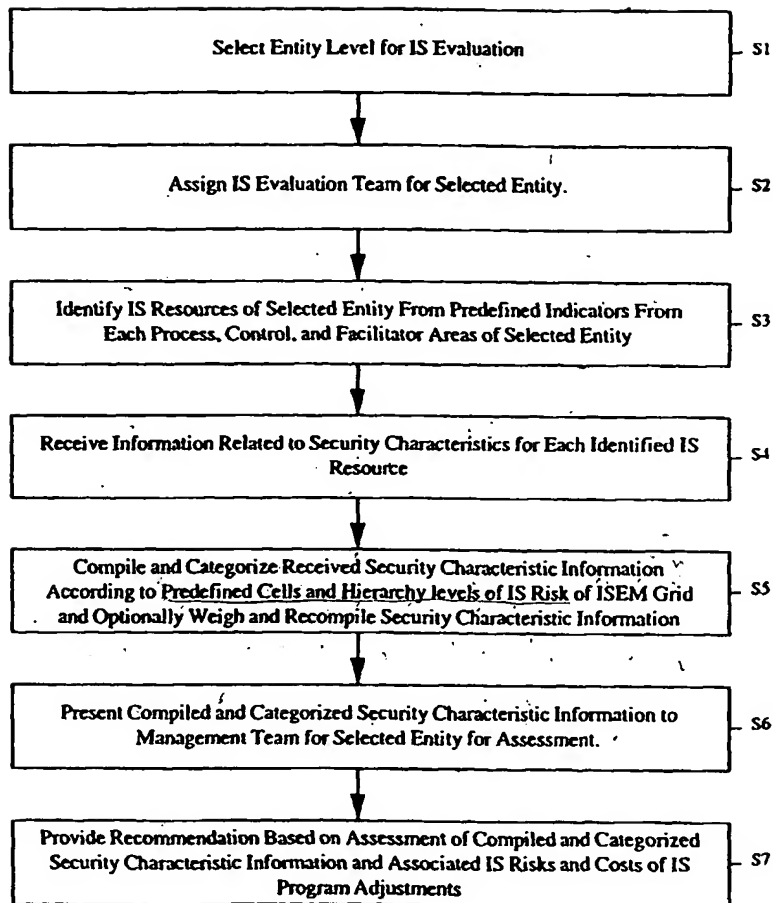 Select Entity Level for IS Evaluation
S1
Assign IS Evaluation Team for Selected Entity.
S2
Identify IS Resources of Selected Entity From Predefined Indicators From
Each Process, Control, and Facilitator Areas of Selected Entity
S3
Receive Information Related to Security Characteristics for Each Identified IS
Resource
S4
Compile and Categorize Received Security Characteristic Information
According to Predefined Cells and Hierarchy levels of IS Risk of ISEM Grid
and Optionally Weigh and Recompile Security Characteristic Information
S5
Present Compiled and Categorized Security Characteristic Information to
Management Team for Selected Entity for Assessment.
S6
Provide Recommendation Based on Assessment of Compiled and Categorized
Security Characteristic Information and Associated IS Risks and Costs of IS
Program Adjustments
S7